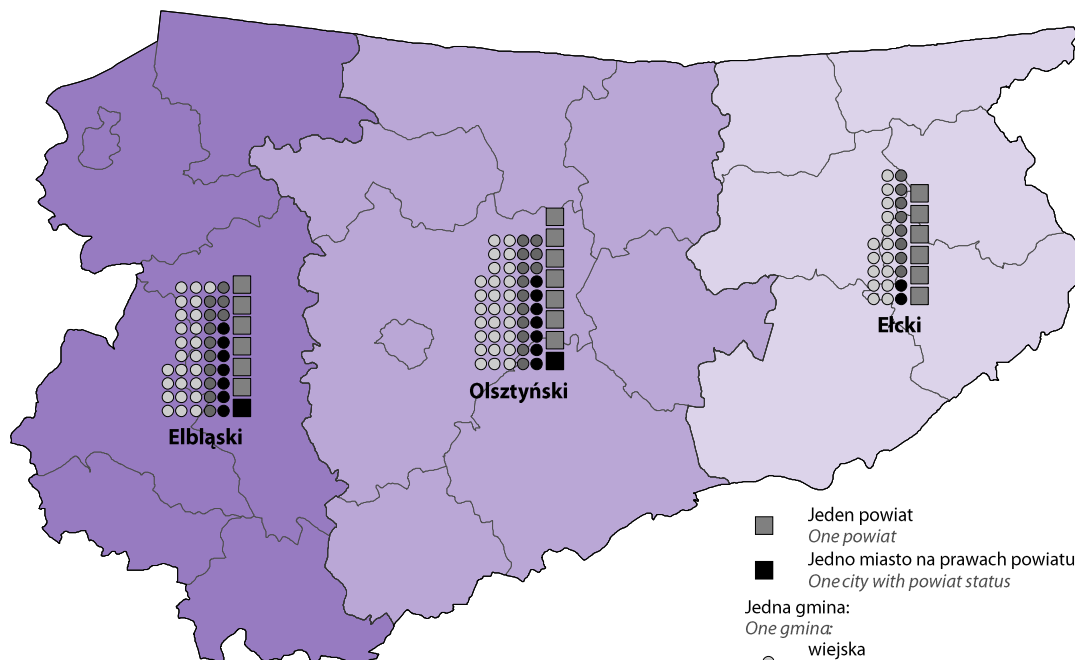 Ełcki
Olsztyński
Elbląski
Jeden powiat
One powiat
Jedno miasto na prawach powiatu
One city with powiat status
Jedna gmina:
One gmina:
wiejska